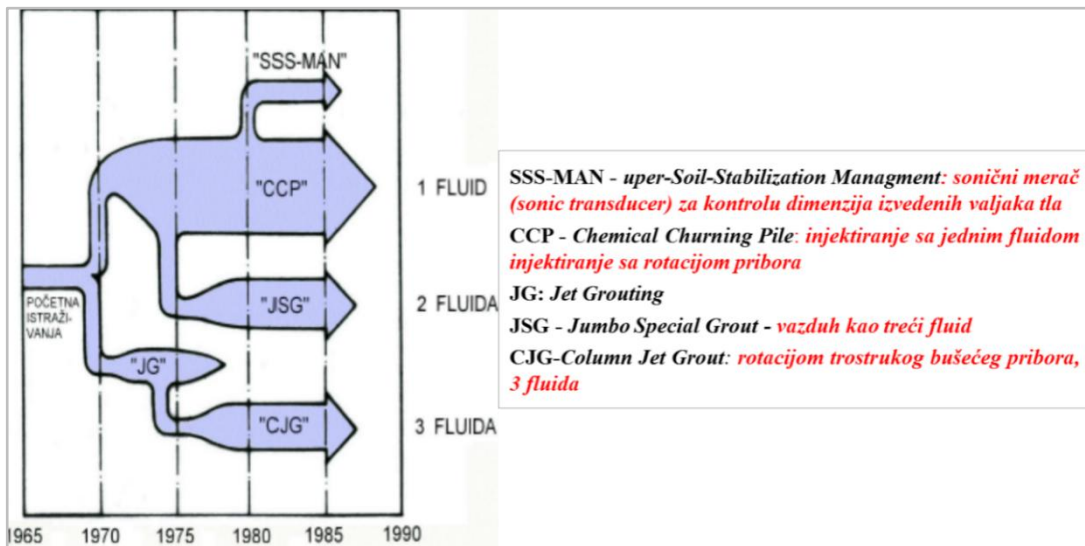 "SSS-MAN"
"CCP"
1 FLUID
"JSG"
2 FLUIDA
POČETNA
ISTRAŽI-
VANJA
"JG"
"CJG"
3 FLUIDA
1965 1970 1975 1980 1985 1990
SSS-MAN - uper-Soil-Stabilization Managment: sonični merač
(sonic transducer) za kontrolu dimenzija izvedenih valjaka tla
CCP - Chemical Churning Pile: injektiranje sa jednim fluidom
injektiranje sa rotacijom pribora
JG: Jet Grouting
JSG - Jumbo Special Grout - vazduh kao treći fluid
CJG-Column Jet Grout: rotacijom trostrukog bušećeg pribora,
3 fluida